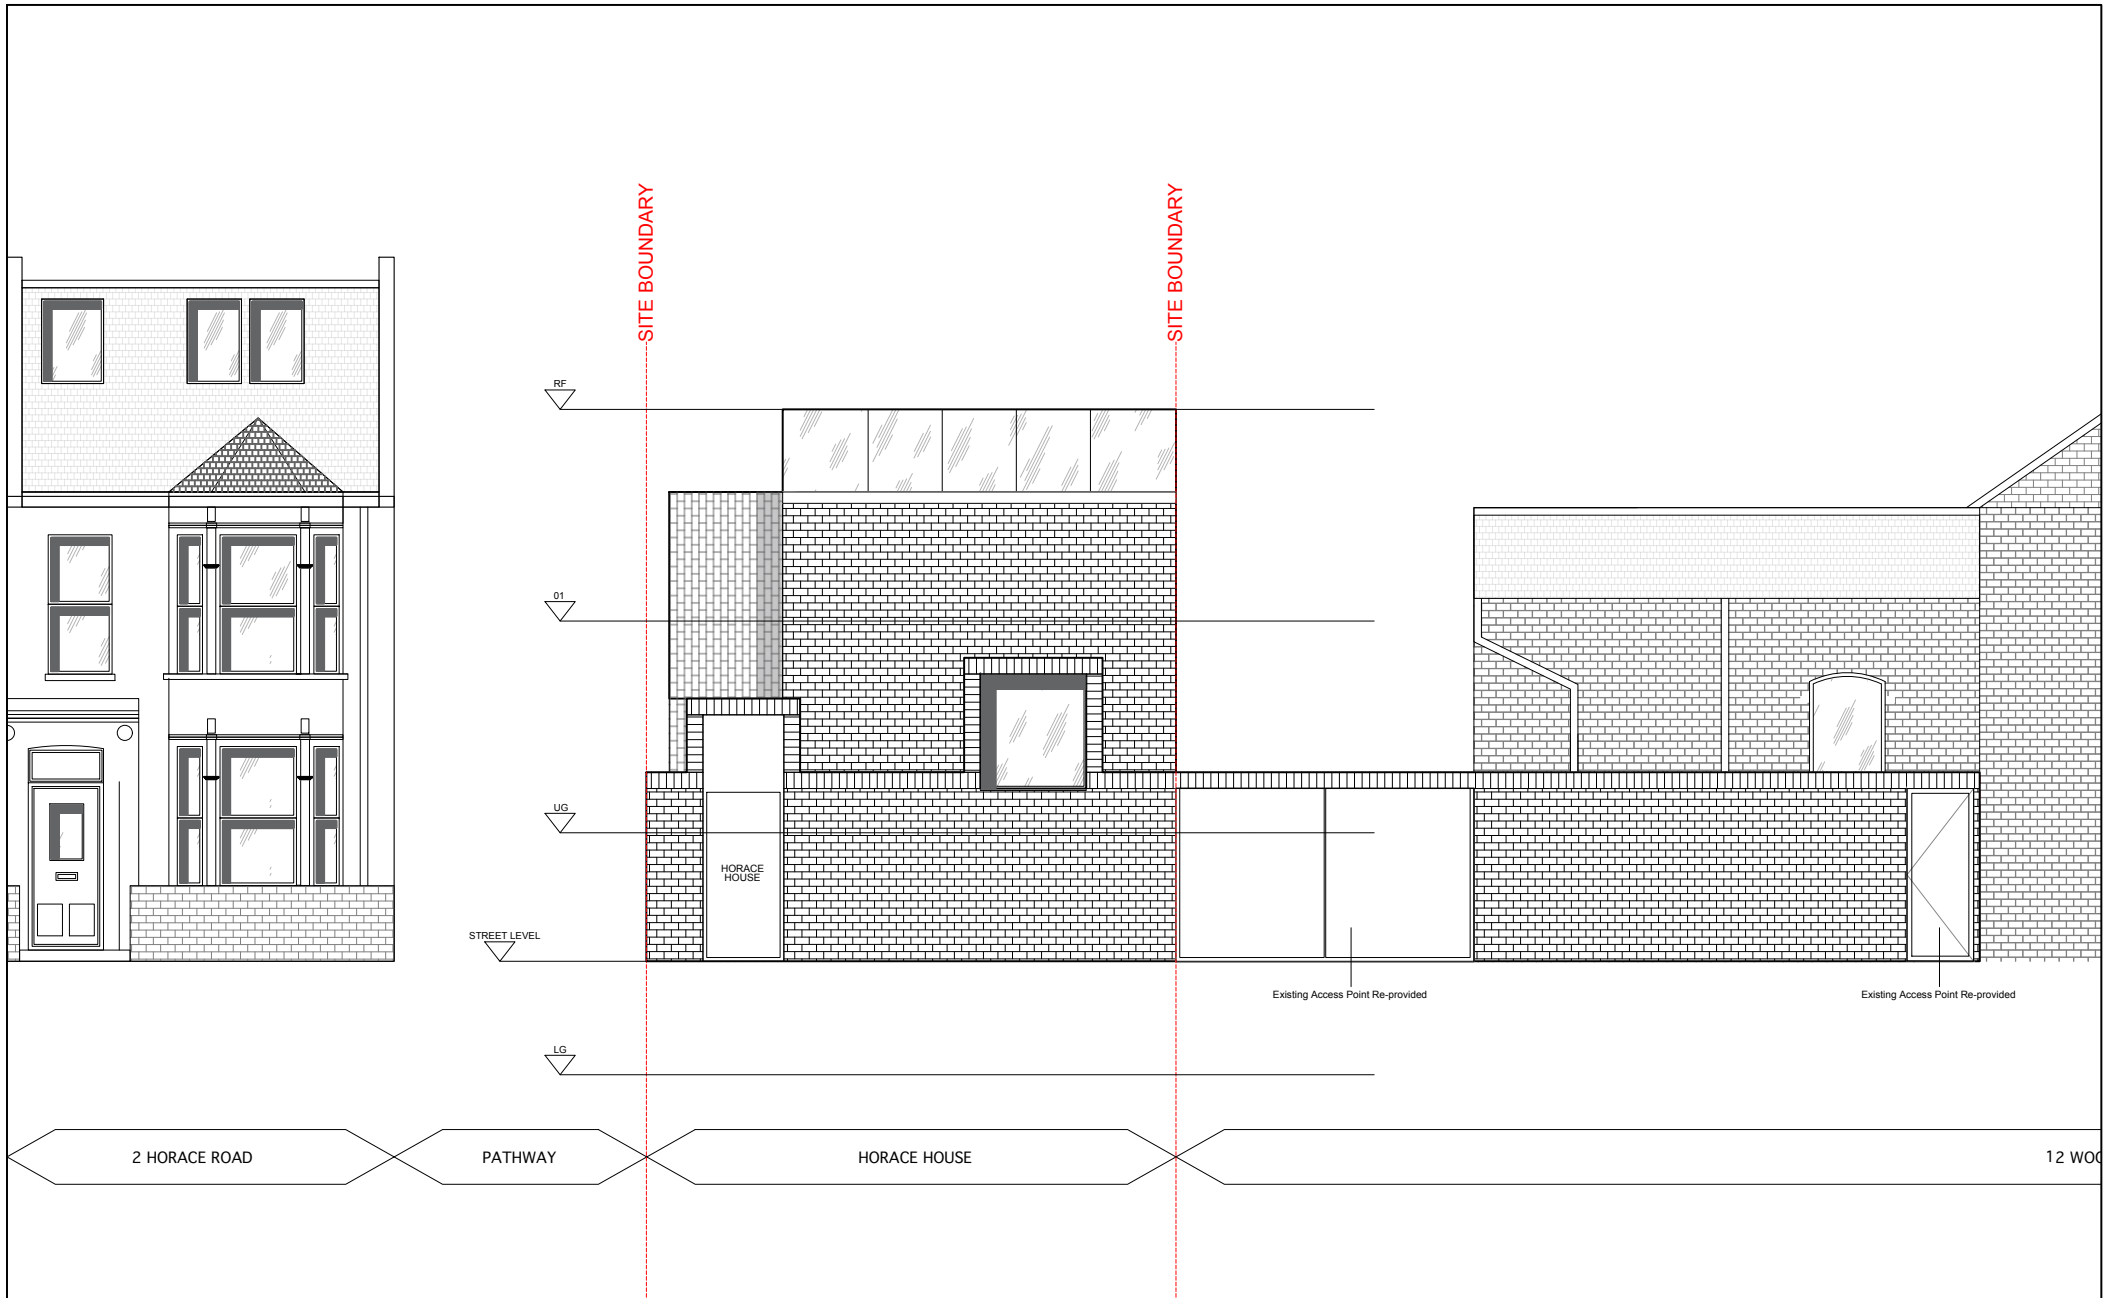 SITE BOUNDARY
SITE BOUNDARY
RF
01
UG
HORACE
HOUSE
STREET LEVEL
Existing Access Point Re-provided
Existing Access Point Re-provided
LG
2 HORACE ROAD
PATHWAY
HORACE HOUSE
12